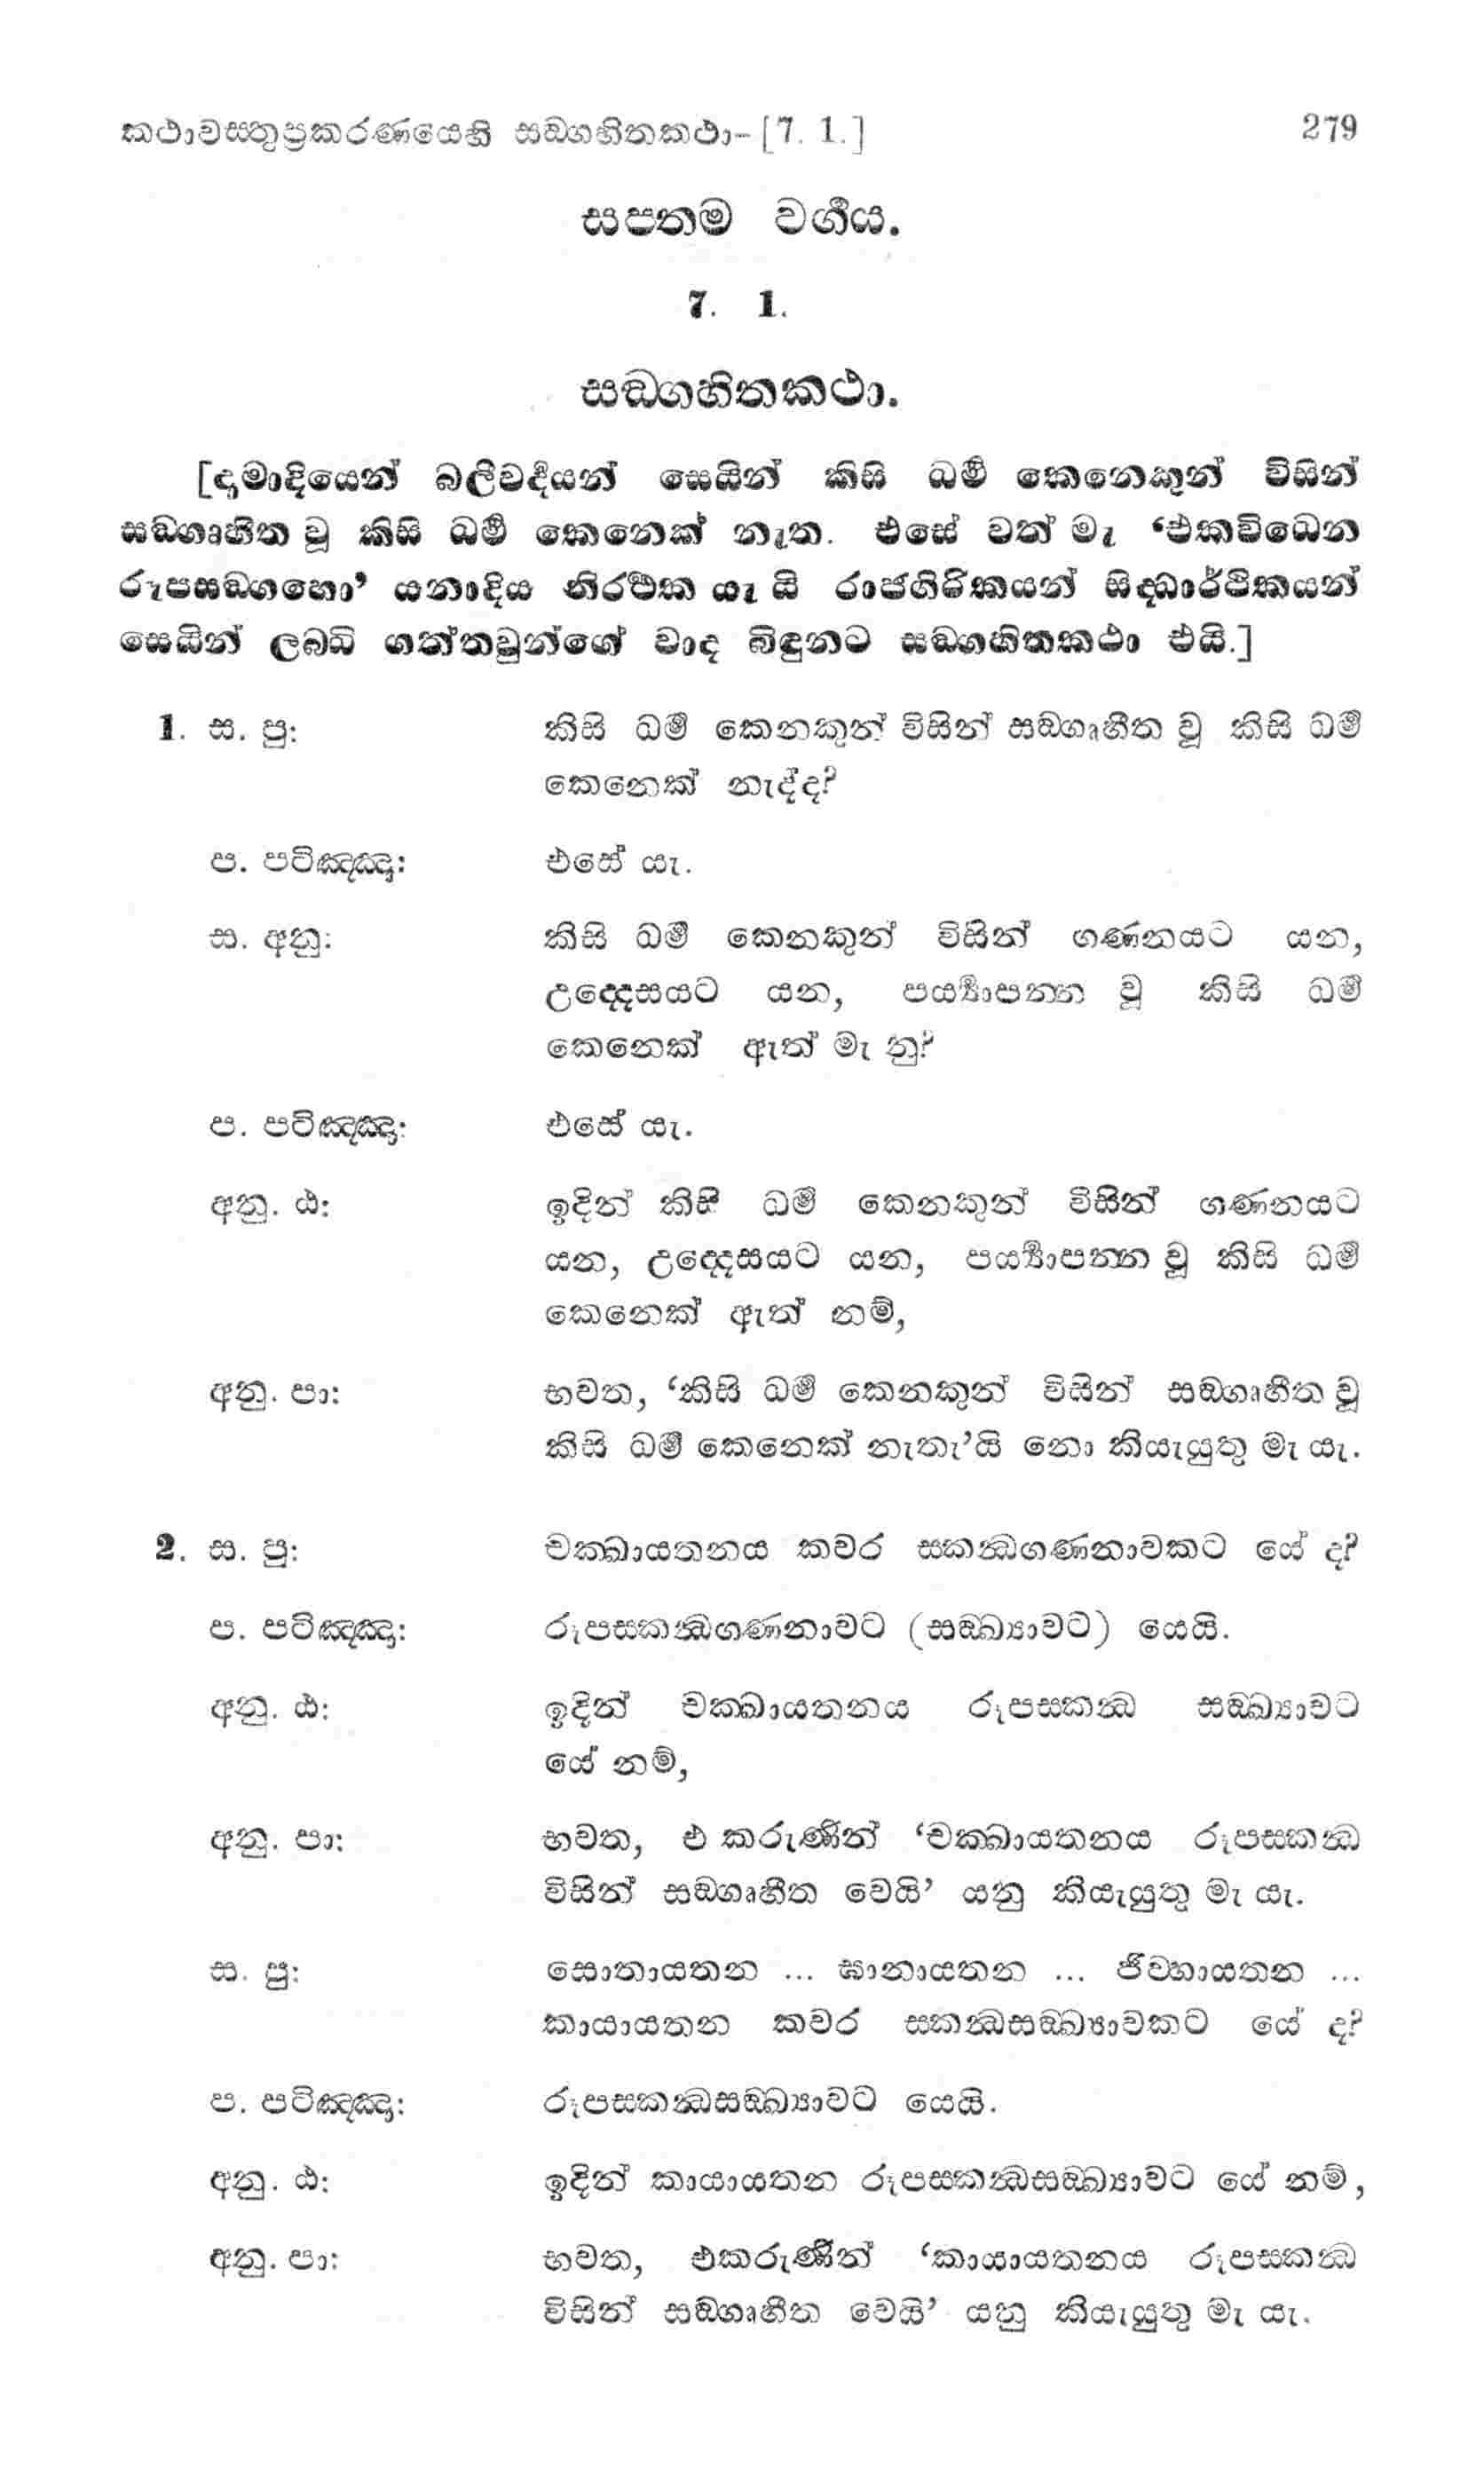 කථාවස්තුප්‍රකරණයෙහි සඞ්ගහිතකථා-[7. 1.] 279
සප්තම වර්‍ගය.
7. 1.
සඞ්ගහිතකථා.
[දාමාදියෙන් බලීවර්‍දයන් සෙයින් කිසි ධර්‍ම කෙනෙකුන් විසින්
සඞ්ගෘහීත වූ කිසි ධර්‍ම කෙනෙක් නැත. එසේ වත් මැ ‘එකවිධෙන
රූපසඞ්ගහො’ යනාදිය නිරර්‍ථක යැ යි රාජගිරිකයන් සිද්ධාර්ථිකයන්
සෙයින් ලබ්ධි ගත්තවුන්ගේ වාද බිඳුනට සඞ්ගහිතකථා එයි.]
1. ස. පු: කිසි ධර්‍ම කෙනකුන් විසින් සඞ්ගෘහීත වූ කිසි ධර්‍ම
කෙනෙක් නැද්ද?
ප. පටිඤ්ඤා: එසේ යැ.
ස. අනු: කිසි ධර්‍ම කෙනකුන් විසින් ගණනයට යන,
උද්දෙසයට යන, පර්‍ය්‍යාපන්න වූ කිසි ධර්‍ම
කෙනෙක් ඇත් මැ නු?
ප. පටිඤ්ඤා: එසේ යැ.
අනු. ඨ: ඉදින් කිසි ධර්‍ම කෙනකුන් විසින් ගණනයට
යන, උද්දෙසයට යන, පර්‍ය්‍යාපන්න වූ කිසි ධර්‍ම
කෙනෙක් ඇත් නම්,
අනු. පා: භවත, ‘කිසි ධර්‍ම කෙනකුන් විසින් සඞ්ගෘහීත වූ
කිසි ධර්‍ම කෙනෙක් නැතැ’යි නො කියැයුතු මැ යැ.
2. ස. පු: චක්ඛායතනය කවර ස්කන්ධගණනාවකට යේ ද?
ප. පටිඤ්ඤා: රූපස්කන්ධගණනාවට (සඞ්ඛ්‍යාවට) යෙයි.
අනු. ඨ: ඉදින් චක්ඛායතනය රූපස්කන්ධ සඞ්ඛ්‍යාවට
යේ නම්,
අනු. පා: භවත, එ කරුණින් ‘චක්ඛායතනය රූපස්කන්ධ
විසින් සඞ්ගෘහීත වෙයි’ යනු කියැයුතු මැ යැ.
ස. පු: සොතායතන ... ඝානායතන ... ජිව්හායතන ...
කායායතන කවර ස්කන්ධසඞ්ඛ්‍යාවකට යේ ද?
ප. පටිඤ්ඤා: රූපස්කන්ධසඞ්ඛ්‍යාවට යෙයි.
අනු. ඨ: ඉදින් කායායතන රූපස්කන්ධසඞ්ඛ්‍යාවට යේ නම්,
අනු. පා: භවත, එකරුණින් ‘කායායතනය රූපස්කන්ධ
විසින් සඞ්ගෘහීත වෙයි’ යනු කියැයුතු මැ යැ.